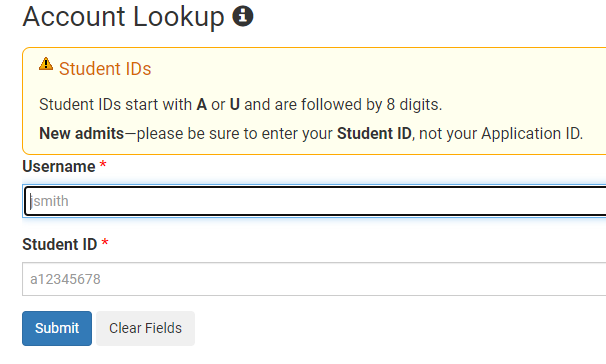 Account Lookup
Student IDs
Student IDs start with A or U and are followed by 8 digits.
New admits—please be sure to enter your Student ID, not your Application ID.
Username *
jsmith
Student ID *
a12345678
Submit Clear Fields